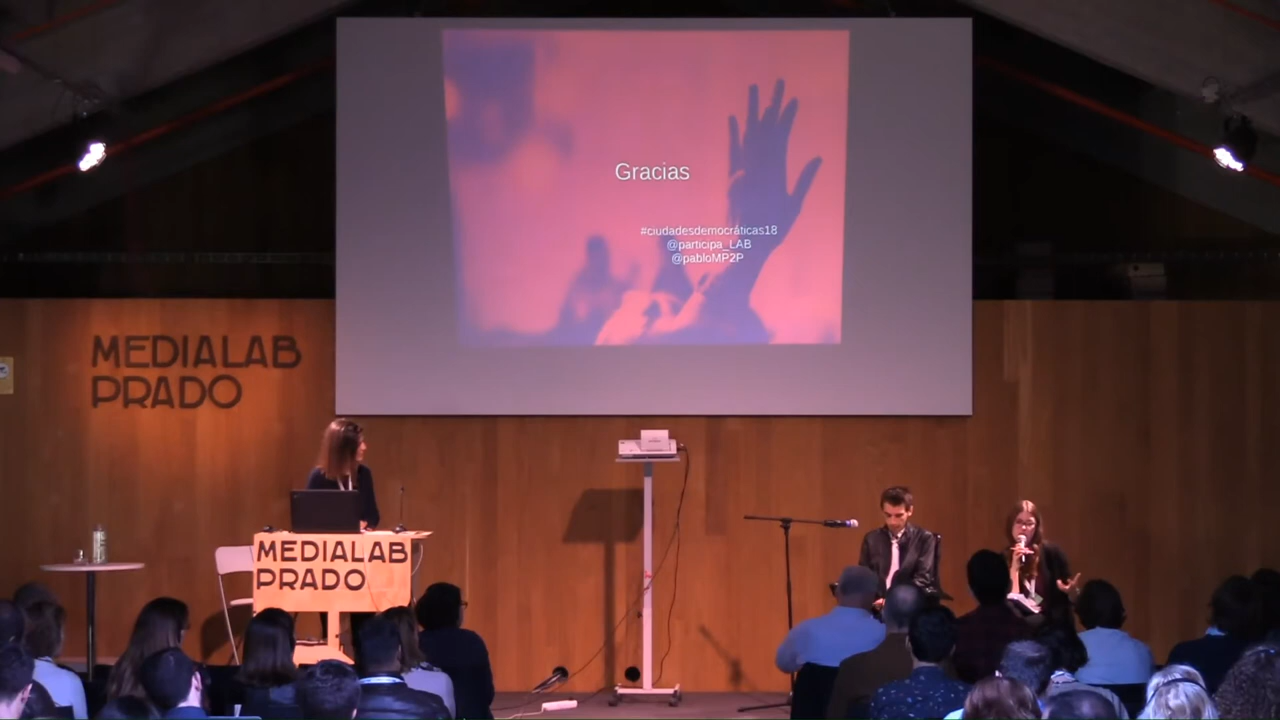 Gracias
#ciudadesdemocráticas18
@participa_LAB
@pabloMP2P
MEDIALAB
PRADO
MEDIALAB
PRADO